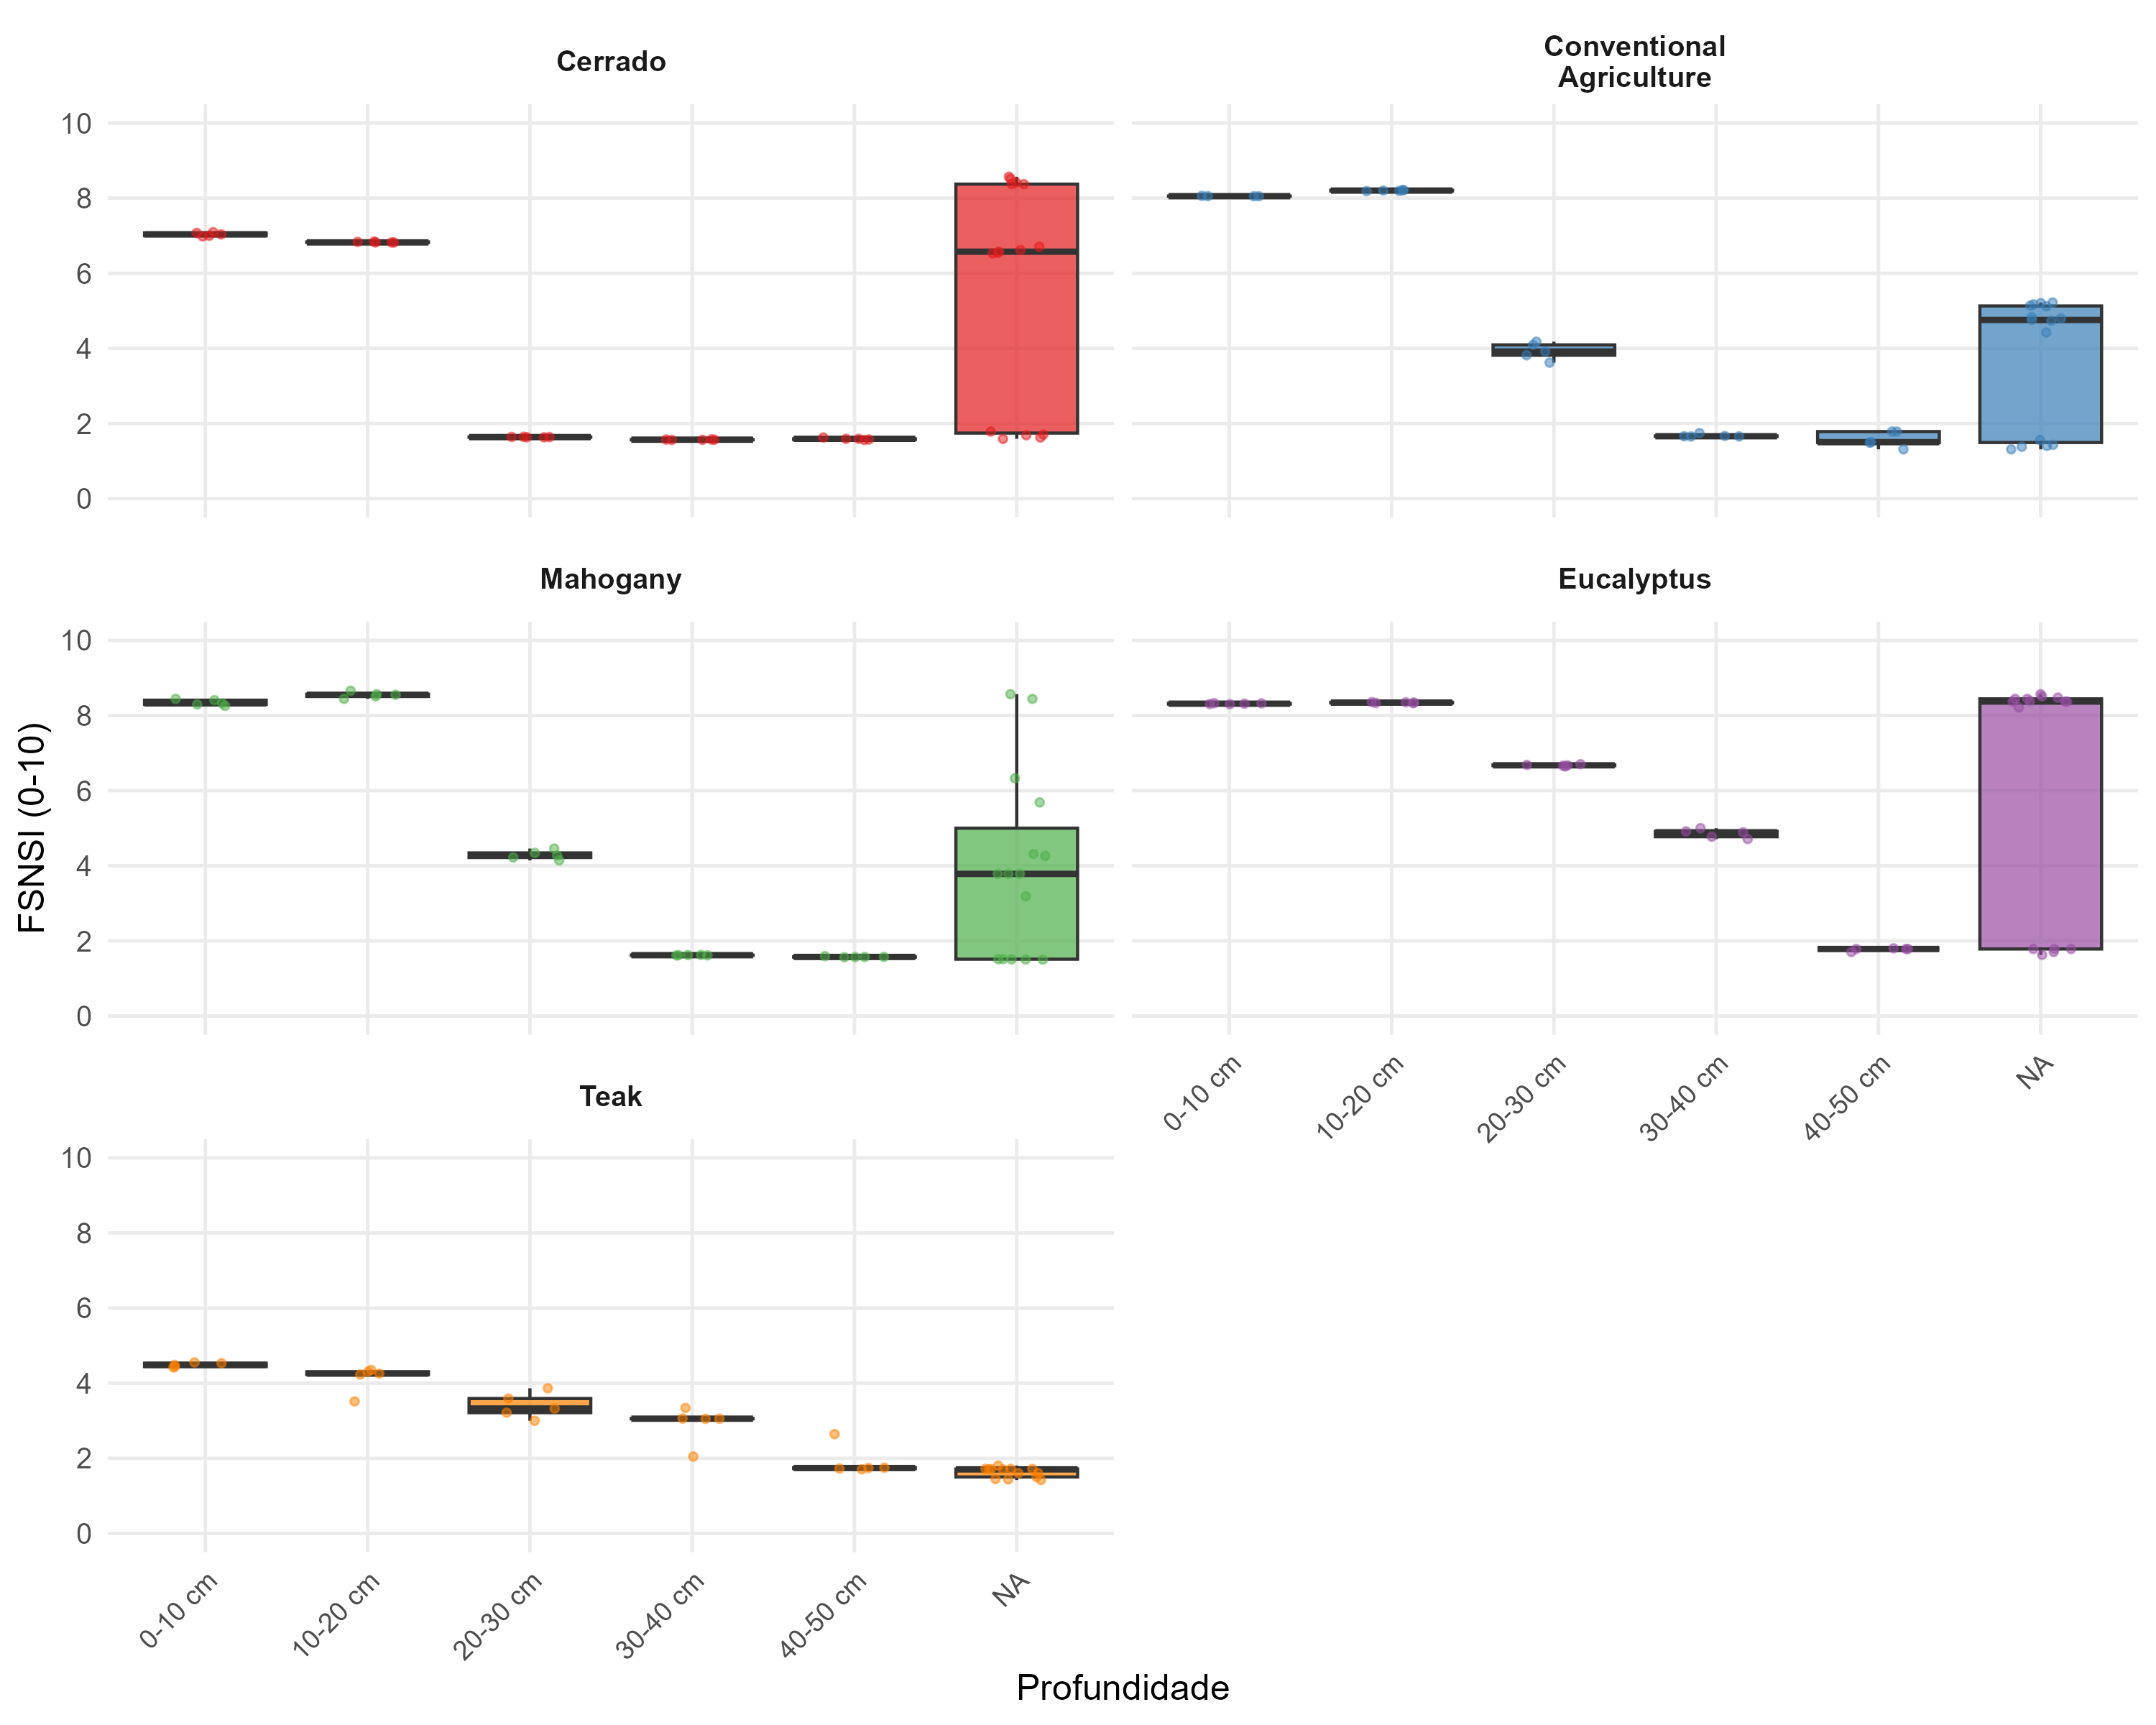 Cerrado
Conventional
Agriculture
10
8
6
4
2
0
Mahogany
Eucalyptus
10
8
6
4
2
0
FSNSI (0-10)
0-10 cm
10-20 cm
20-30 cm
30-40 cm
40-50 cm
NA
Teak
10
8
6
4
2
0
0-10 cm
10-20 cm
20-30 cm
30-40 cm
40-50 cm
NA
Profundidade